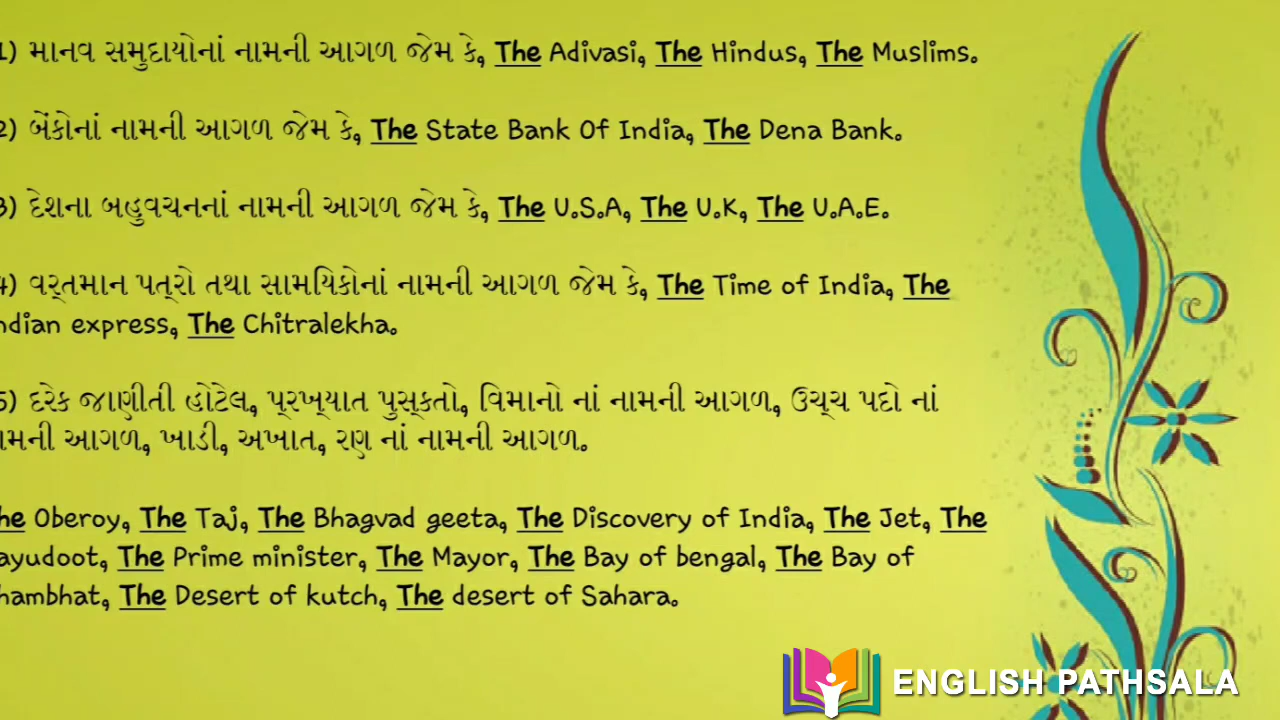 1) માનવ સમુદાયોનાં નામની આગળ જેમ કે, The Adivasi, The Hindus, The Muslims.
2) બેંકોનાં નામની આગળ જેમ કે, The State Bank Of India, The Dena Bank.
3) દેશના બહુવચનનાં નામની આગળ જેમ કે, The U.S.A, The U.K, The U.A.E.
4) વર્‌તમાન પત્‌રો તથા સામયિકોનાં નામની આગળ જેમ કે, The Time of India, The
ndian express, The Chitralekha.
5) દરેક જાણીતી હોટેલ, પ્‌રખ્‌યાત પુસ્‌કતો, વિમાનો નાં નામની આગળ, ઉચ્‌ચ પદો નાં
ામની આગળ, ખાડી, અખાત, રણ નાં નામની આગળ.
he Oberoy, The Taj, The Bhagvad geeta, The Discovery of India, The Jet, The
ayudoot, The Prime minister, The Mayor, The Bay of bengal, The Bay of
hambhat, The Desert of kutch, The desert of Sahara.
ENGLISH PATHSALA